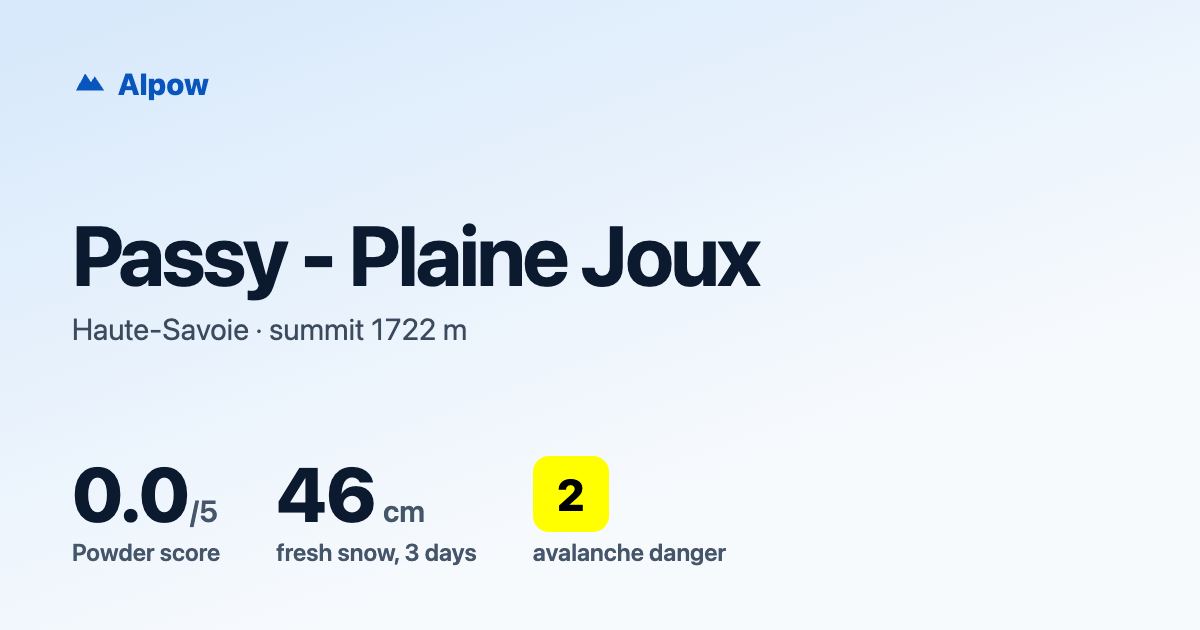 Alpow
Passy - Plaine Joux
Haute-Savoie · summit 1722 m
0.0/5
Powder score
46 cm
fresh snow, 3 days
2
avalanche danger